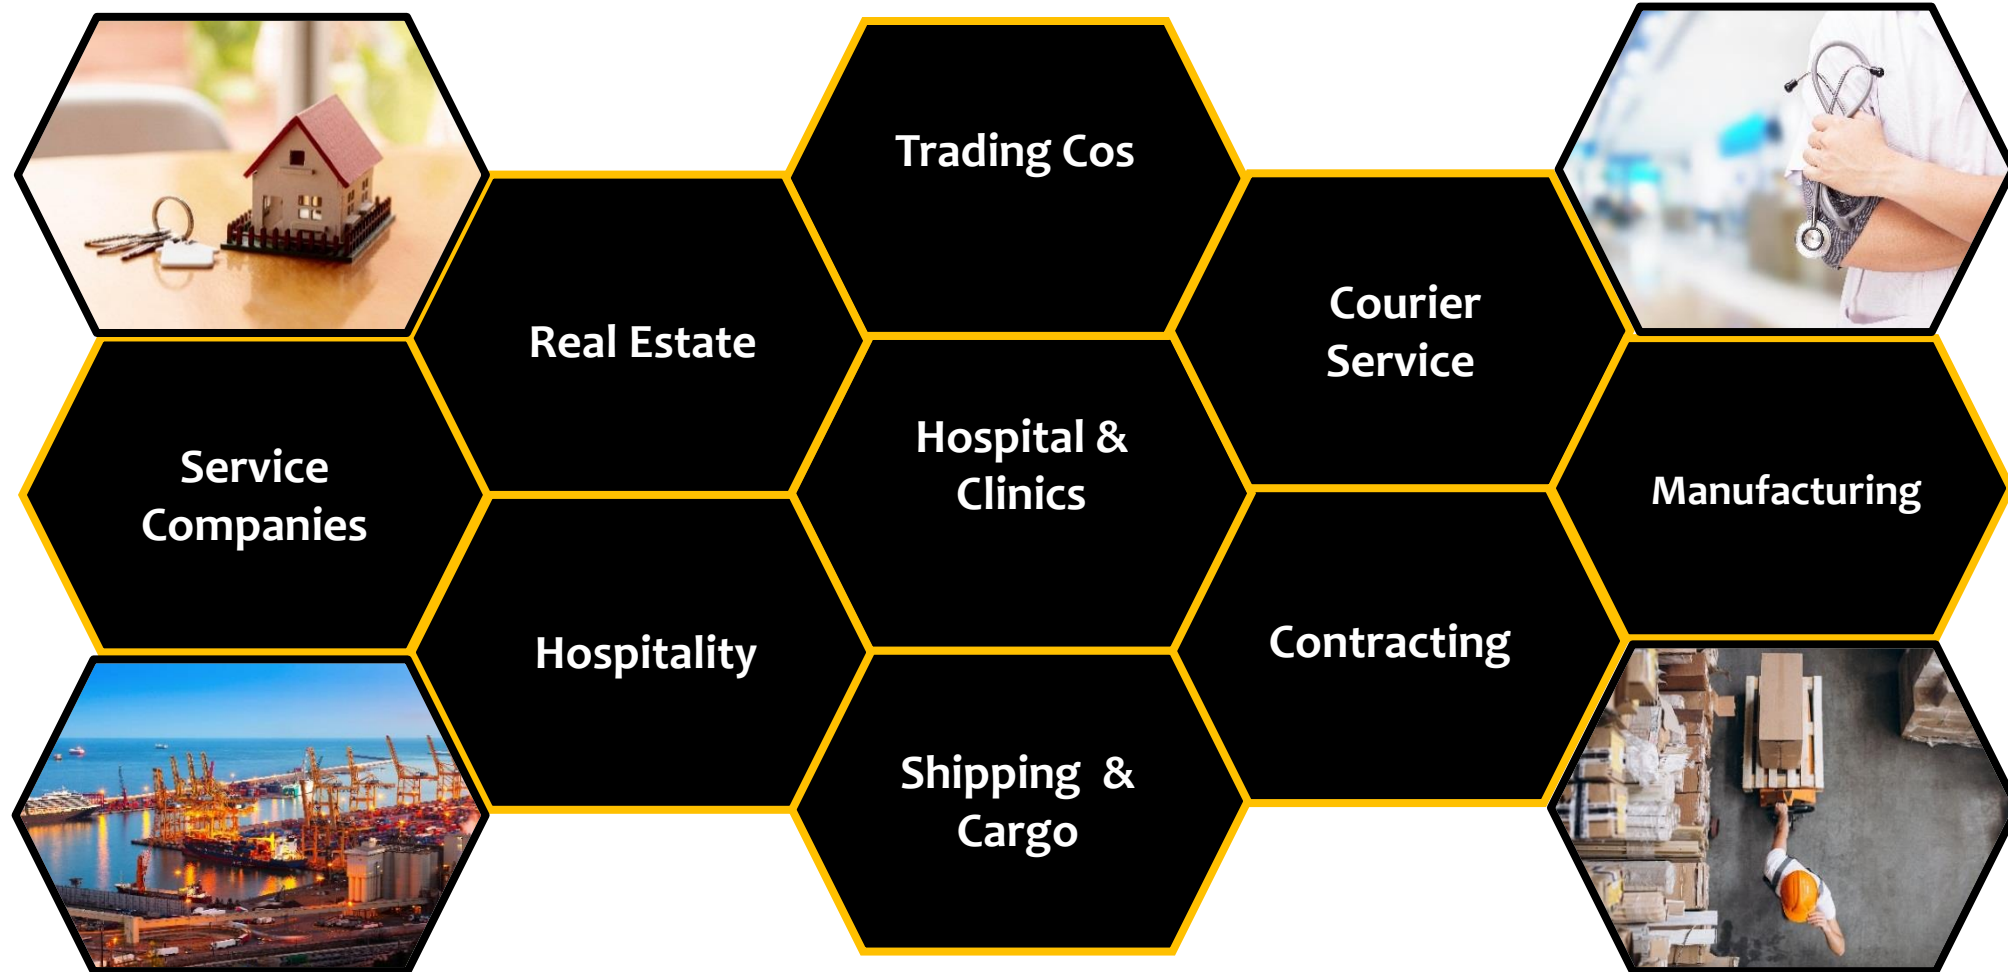 Trading Cos
Real Estate
Courier
Service
Service
Companies
Hospital &
Clinics
Manufacturing
Hospitality
Contracting
Shipping  &
Cargo